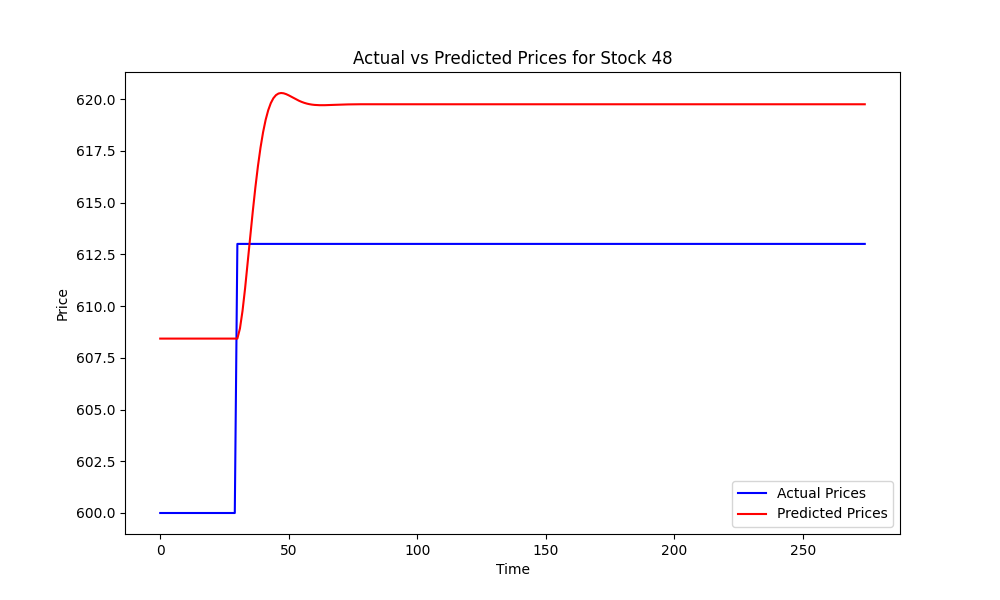 Actual vs Predicted Prices for Stock 48
Price
620.0
617.5
615.0
612.5
610.0
607.5
605.0
602.5
600.0
Actual Prices
Predicted Prices
0 50 100 150 200 250
Time